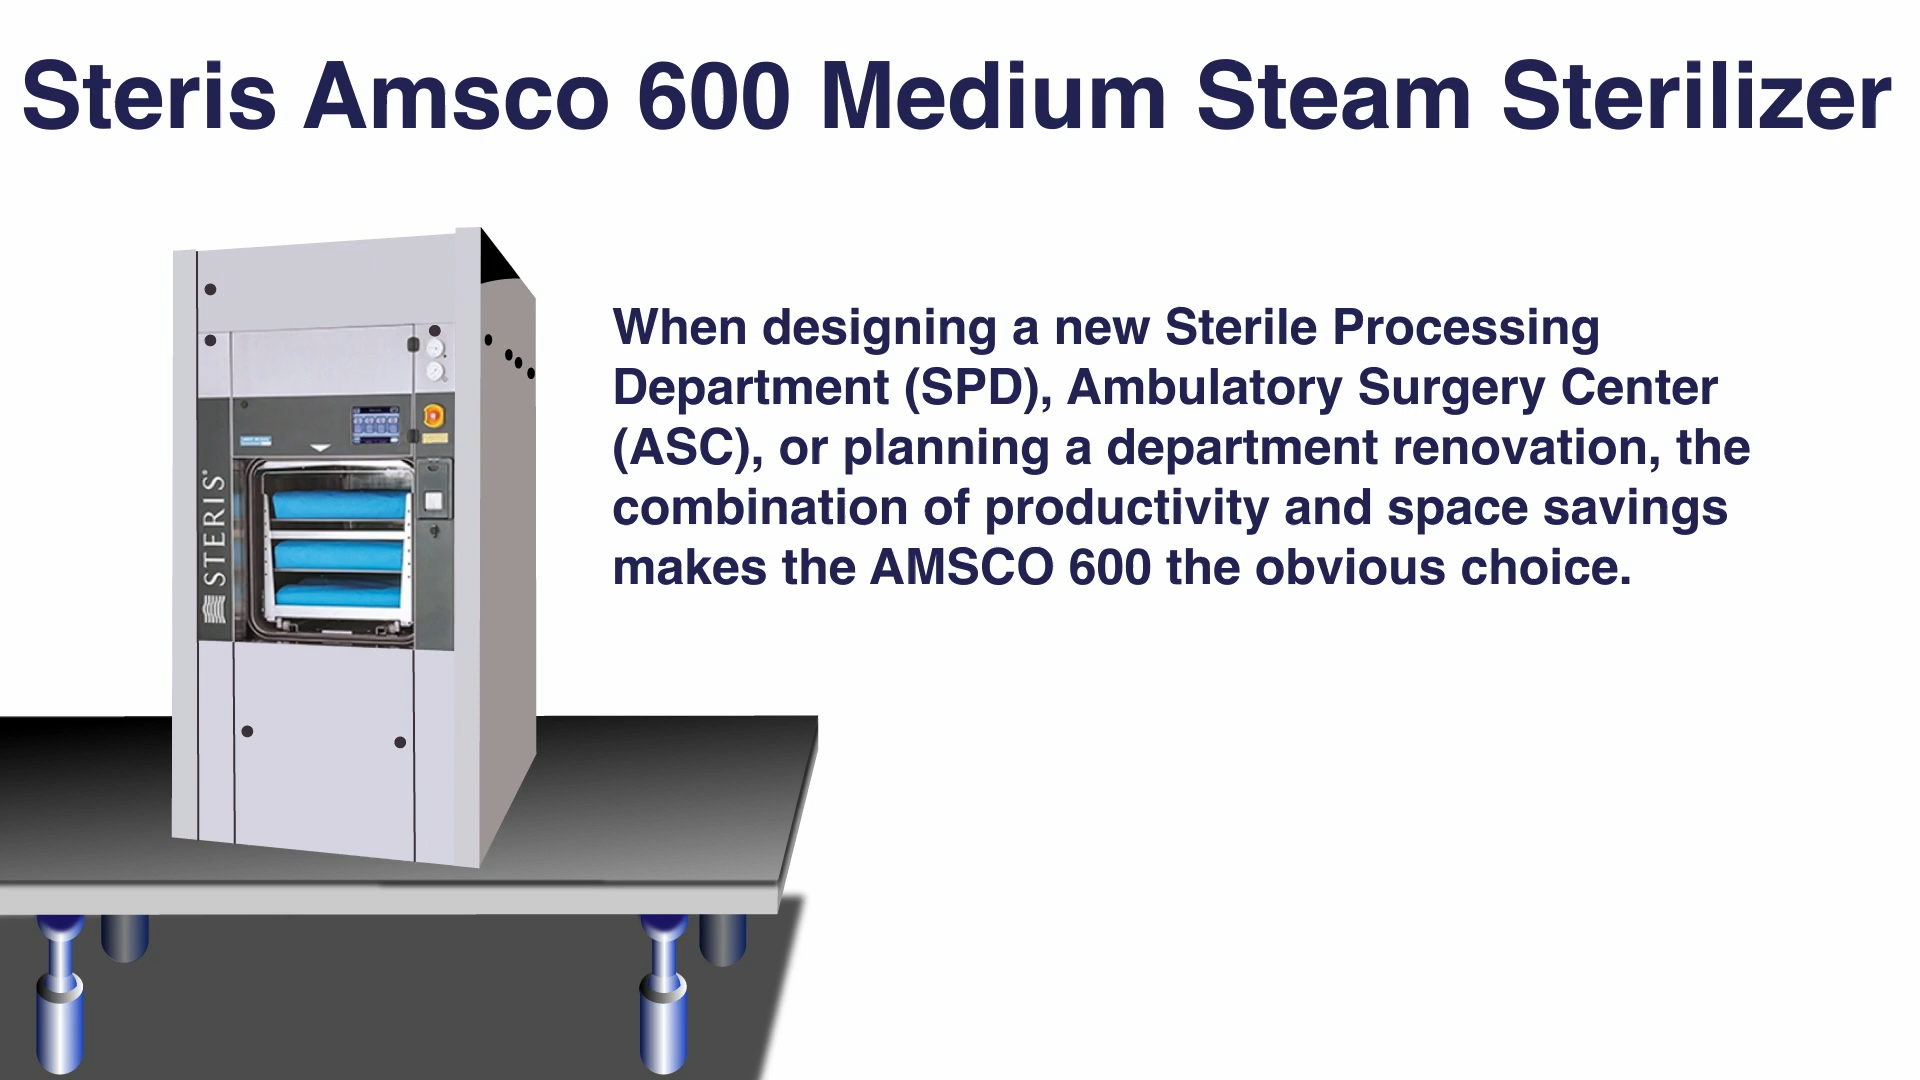 Steris Amsco 600 Medium Steam Sterilizer
When designing a new Sterile Processing
Department (SPD), Ambulatory Surgery Center
(ASC), or planning a department renovation, the
combination of productivity and space savings
makes the AMSCO 600 the obvious choice.
STERIS®